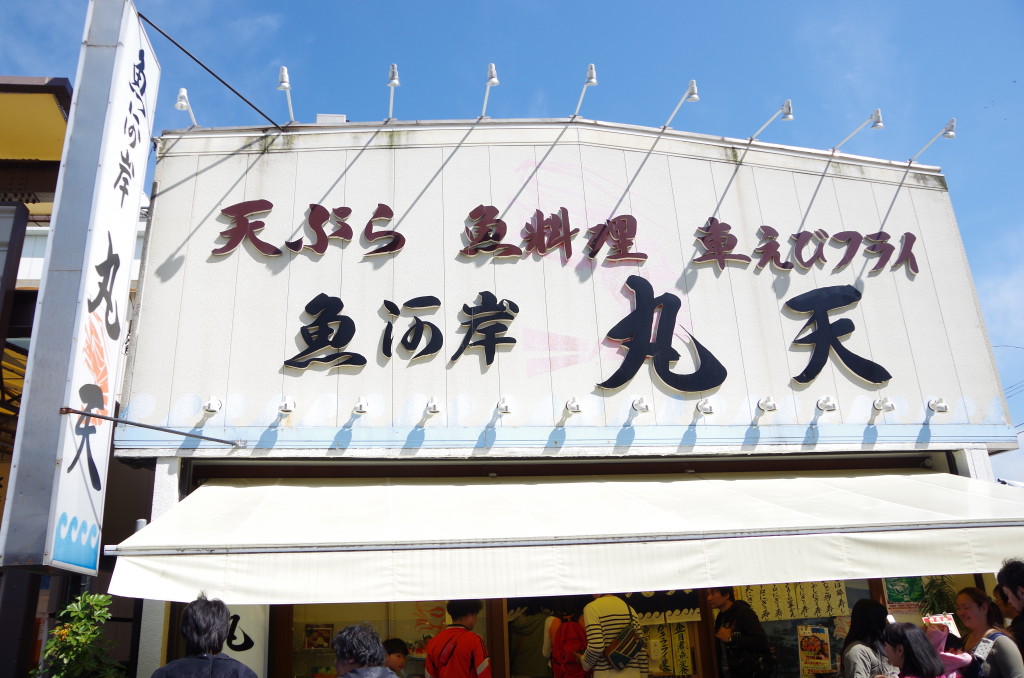 魚河岸 丸天
天ぷら 魚料理 車えびフライ
魚河岸 丸天
丸